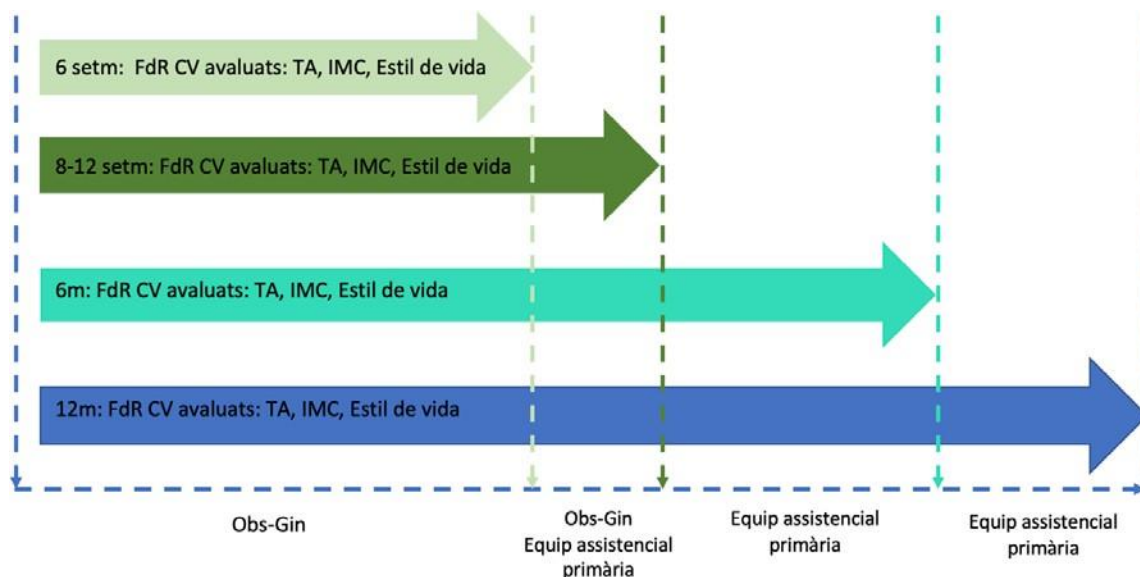 6 setm: FdR CV avaluats: TA, IMC, Estil de vida
8-12 setm: FdR CV avaluats: TA, IMC, Estil de vida
6m: FdR CV avaluats: TA, IMC, Estil de vida
12m: FdR CV avaluats: TA, IMC, Estil de vida
Obs-Gin
Obs-Gin
Equip assistencial
primària
Equip assistencial
primària
Equip assistencial
primària